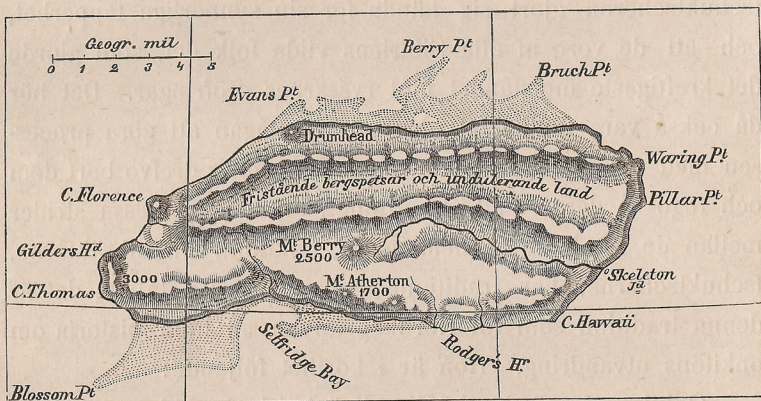 Geogr. mil
0 1 2 3 4 5
Berry Pt
Bruch Pt
Evans Pt
Drumhead
Waring Pt
Fristående bergspetsar och undulerande land
Pillar Pt
C. Florence
Mt Berry
2500
Gilders Hd
3000
Mt Atherton
1700
Skeleton
Jd
C. Thomas
C. Hawaii
Selfridge Bay
Rodger's Hr
Blossom Pt